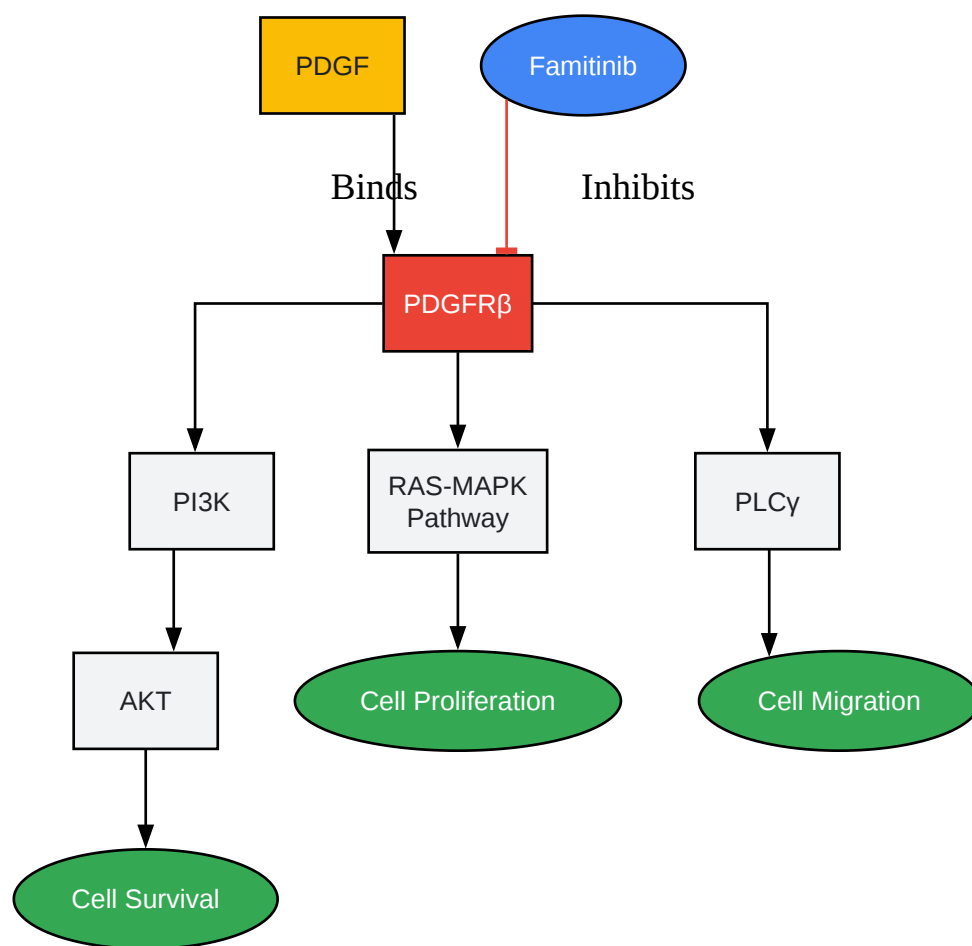 PDGF
Famitinib
Binds
Inhibits
PDGFRβ
PI3K
RAS-MAPK
Pathway
PLCγ
AKT
Cell Proliferation
Cell Migration
Cell Survival